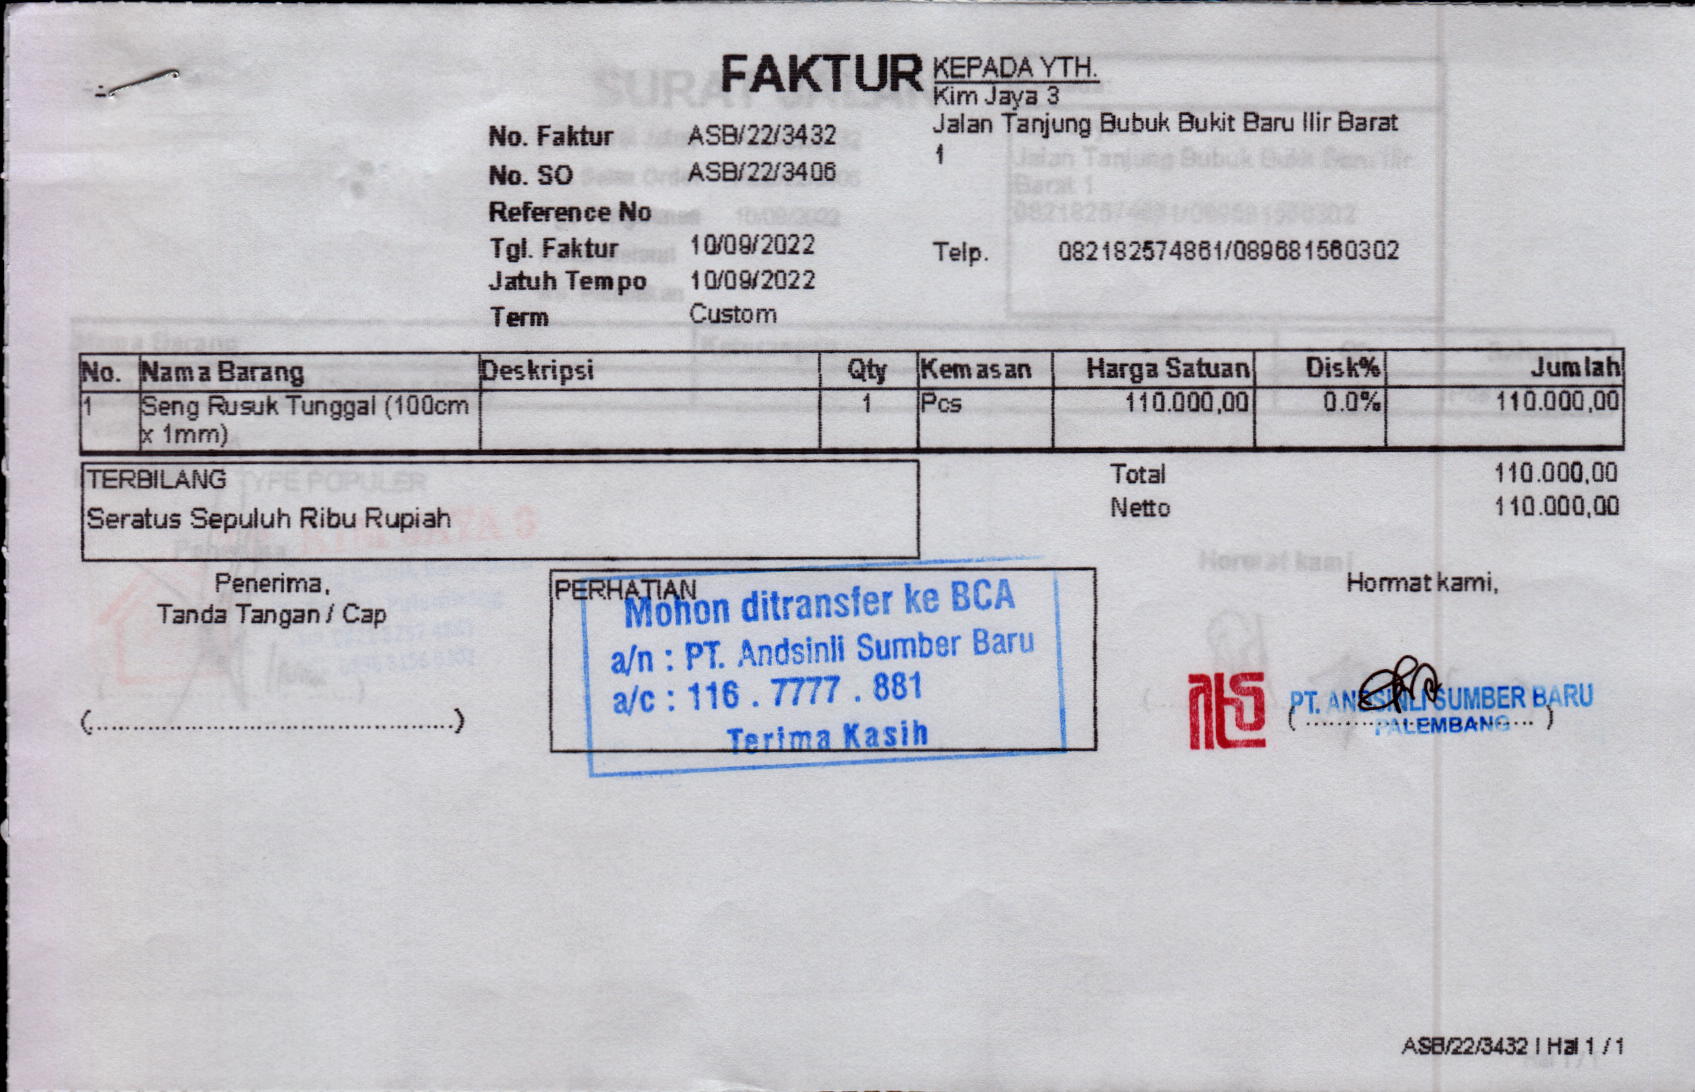 FAKTUR
KEPADA YTH.
Kim Jaya 3
Jalan Tanjung Bubuk Bukit Baru Ilir Barat
1
Telp. 082182574861/089681560302
No. Faktur ASB/22/3432
No. SO ASB/22/3406
Reference No
Tgl. Faktur 10/09/2022
Jatuh Tempo 10/09/2022
Term Custom
No. Nama Barang Deskripsi Qty Kemasan Harga Satuan Disk% Jumlah
1 Seng Rusuk Tunggal (100cm 1 Pcs 110.000,00 0.0% 110.000,00
x 1mm)
TERBILANG
Seratus Sepuluh Ribu Rupiah
Total 110.000,00
Netto 110.000,00
Penerima,
Tanda Tangan / Cap
(............................................)
PERHATIAN
Mohon ditransfer ke BCA
a/n : PT. Andsinli Sumber Baru
a/c : 116 . 7777 . 881
Terima Kasih
Hormat kami,
PT. ANDSINLI SUMBER BARU
PALEMBANG
ASB/22/3432 | Hal 1 / 1